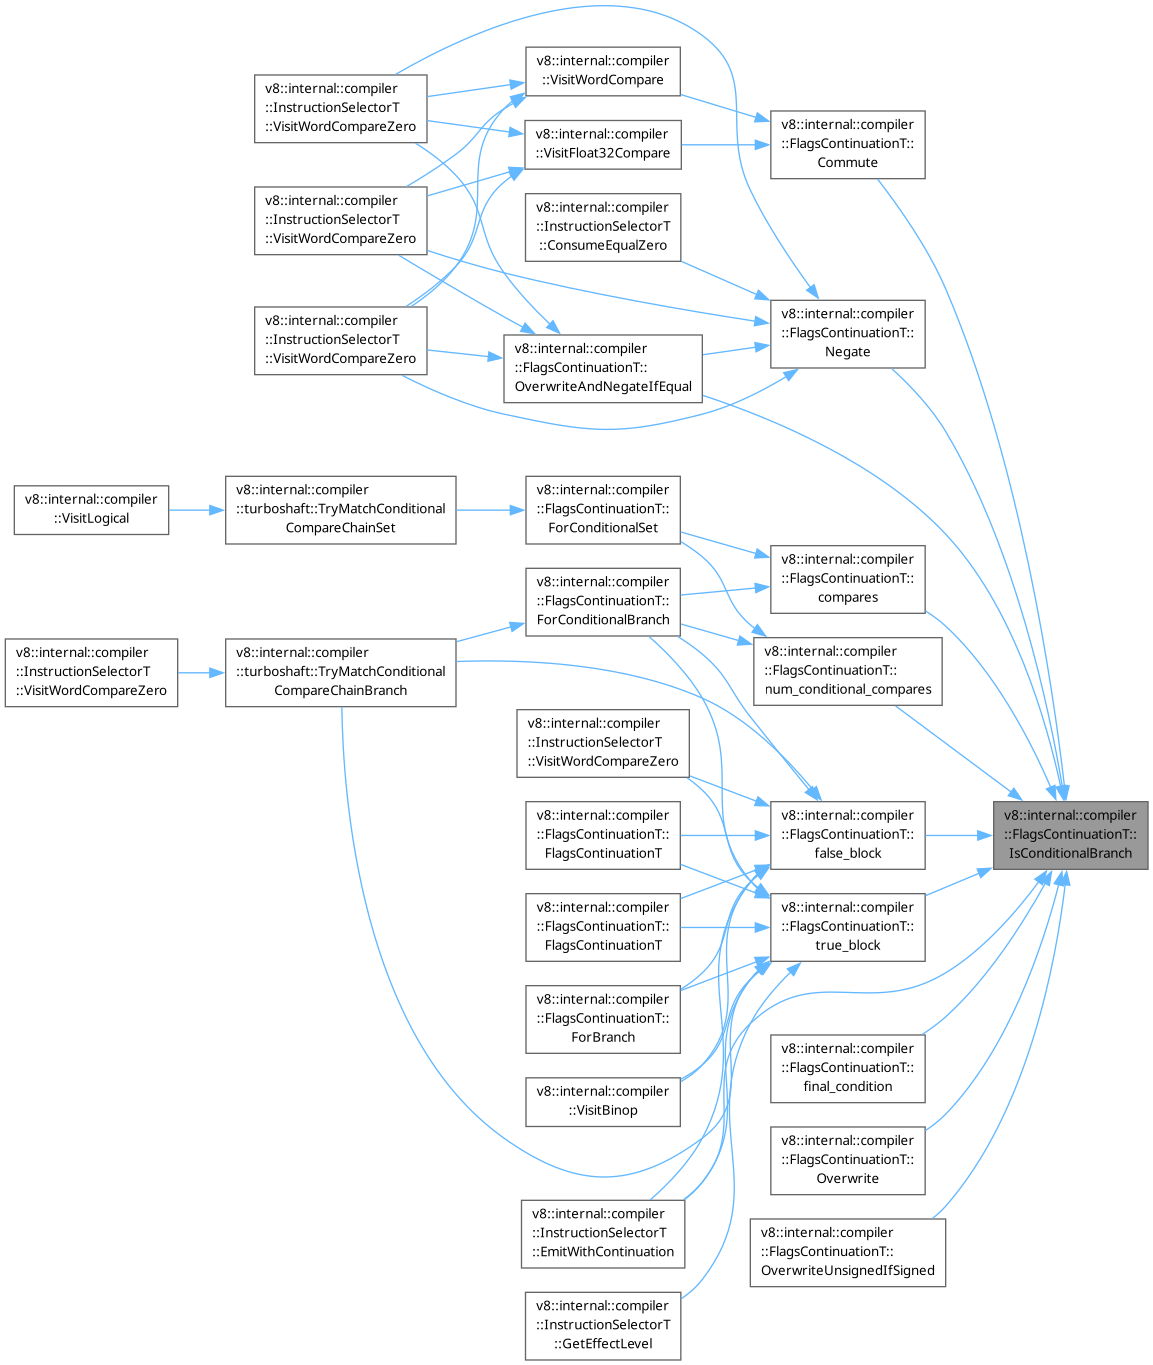 v8::internal::compiler
::VisitWordCompare
v8::internal::compiler
::InstructionSelectorT
::VisitWordCompareZero
v8::internal::compiler
::FlagsContinuationT::
Commute
v8::internal::compiler
::VisitFloat32Compare
v8::internal::compiler
::InstructionSelectorT
::VisitWordCompareZero
v8::internal::compiler
::InstructionSelectorT
::ConsumeEqualZero
v8::internal::compiler
::InstructionSelectorT
::VisitWordCompareZero
v8::internal::compiler
::FlagsContinuationT::
Negate
v8::internal::compiler
::FlagsContinuationT::
OverwriteAndNegateIfEqual
v8::internal::compiler
::VisitLogical
v8::internal::compiler
::turboshaft::TryMatchConditional
CompareChainSet
v8::internal::compiler
::FlagsContinuationT::
ForConditionalSet
v8::internal::compiler
::FlagsContinuationT::
compares
v8::internal::compiler
::FlagsContinuationT::
ForConditionalBranch
v8::internal::compiler
::InstructionSelectorT
::VisitWordCompareZero
v8::internal::compiler
::turboshaft::TryMatchConditional
CompareChainBranch
v8::internal::compiler
::FlagsContinuationT::
num_conditional_compares
v8::internal::compiler
::InstructionSelectorT
::VisitWordCompareZero
v8::internal::compiler
::FlagsContinuationT::
FlagsContinuationT
v8::internal::compiler
::FlagsContinuationT::
false_block
v8::internal::compiler
::FlagsContinuationT::
IsConditionalBranch
v8::internal::compiler
::FlagsContinuationT::
FlagsContinuationT
v8::internal::compiler
::FlagsContinuationT::
true_block
v8::internal::compiler
::FlagsContinuationT::
ForBranch
v8::internal::compiler
::FlagsContinuationT::
final_condition
v8::internal::compiler
::VisitBinop
v8::internal::compiler
::FlagsContinuationT::
Overwrite
v8::internal::compiler
::InstructionSelectorT
::EmitWithContinuation
v8::internal::compiler
::FlagsContinuationT::
OverwriteUnsignedIfSigned
v8::internal::compiler
::InstructionSelectorT
::GetEffectLevel